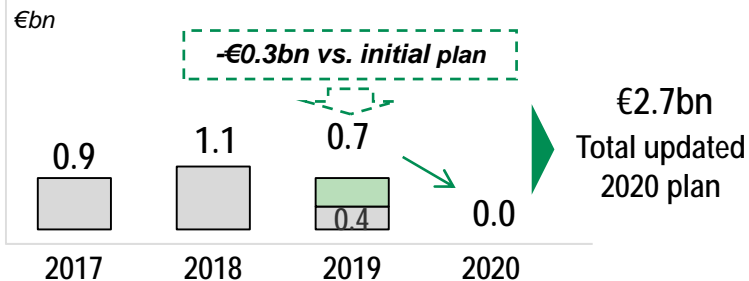 €bn
-€0.3bn vs. initial plan
0.9
1.1
0.7
0.4
0.0
2017
2018
2019
2020
€2.7bn
Total updated
2020 plan